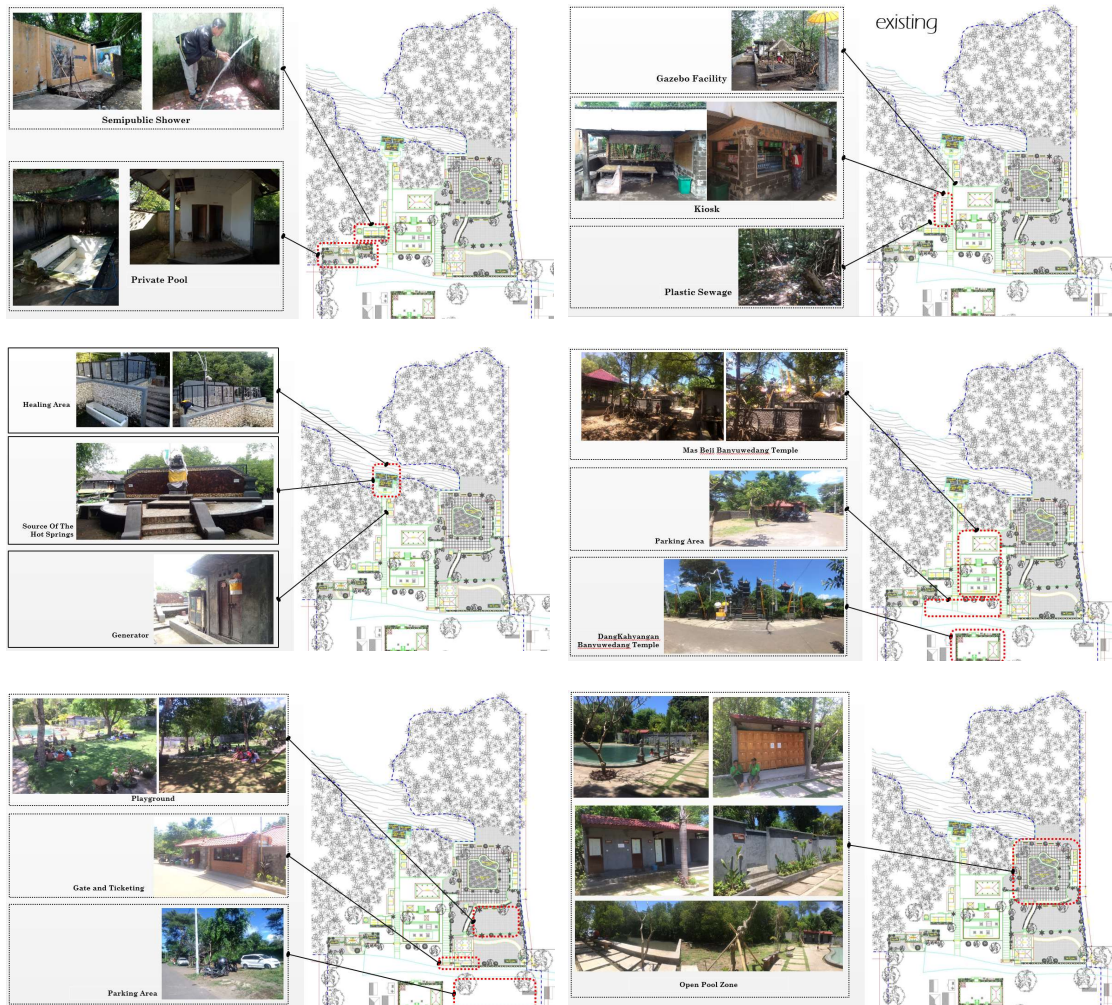 existing
Semipublic Shower
Private Pool
Gazebo Facility
Kiosk
Plastic Sewage
Healing Area
Source Of The
Hot Springs
Generator
Mas Beji Banyuwedang Temple
Parking Area
DangKahyangan
Banyuwedang Temple
Playground
Gate and Ticketing
Parking Area
Open Pool Zone